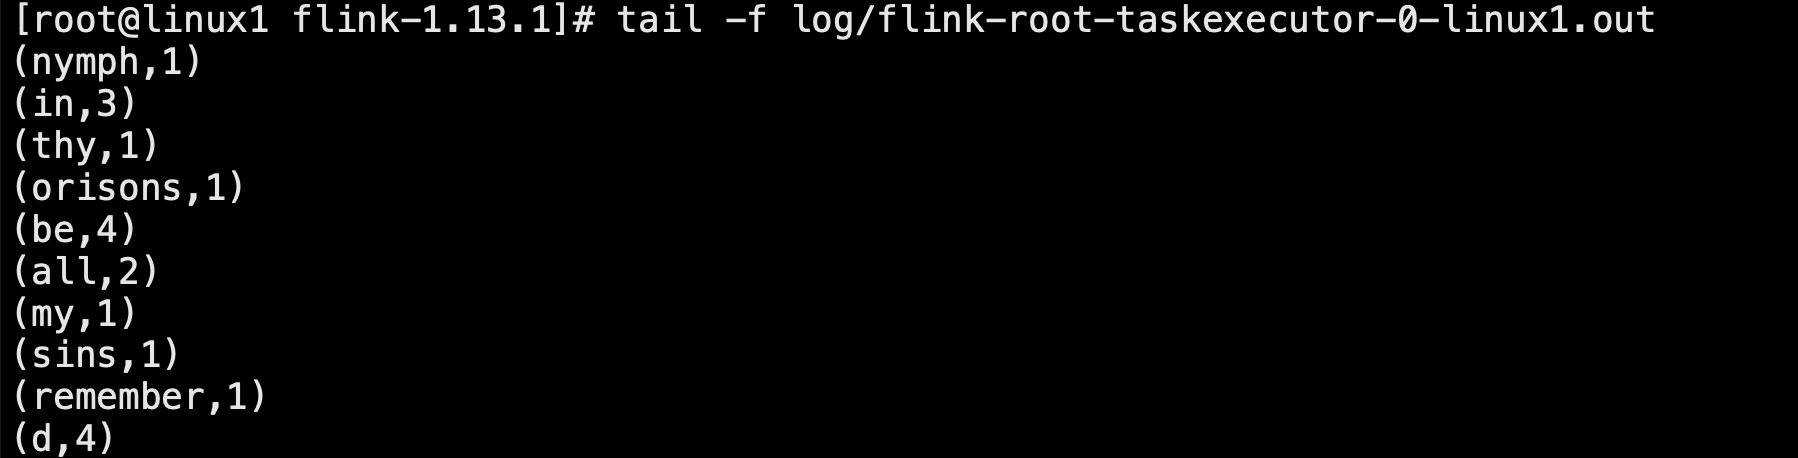 [root@linux1 flink-1.13.1]# tail -f log/flink-root-taskexecutor-0-linux1.out
(nymph,1)
(in,3)
(thy,1)
(orisons,1)
(be,4)
(all,2)
(my,1)
(sins,1)
(remember,1)
(d,4)